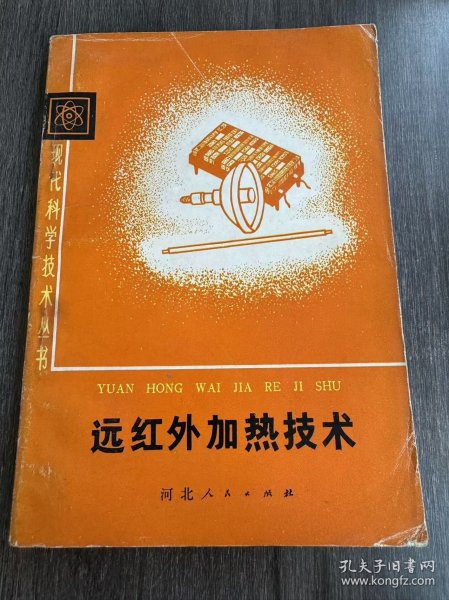 现代科学技术丛书
YUAN HONG WAI JIA RE JI SHU
远红外加热技术
河北人民出版社
孔夫子旧书网
www.kongfz.com